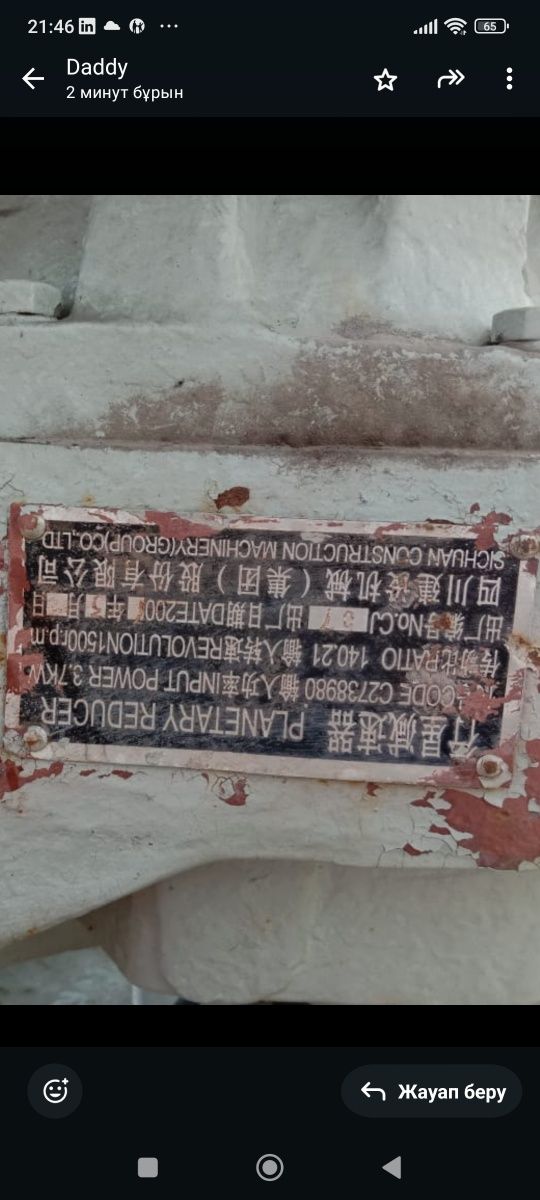 21:46
65
Daddy
2 минут бұрын
行星减速器 PLANETARY REDUCER
CODE C2738980 输入功率INPUT POWER 3.7KW
传动比RATIO 140.21 输入转速REVOLUTION1500r.p.m
出厂编号No.CJ 出厂日期DATE200 年 月 日
四川建设机械(集团)股份有限公司
SICHUAN CONSTRUCTION MACHINERY(GROUP)CO.,LTD
Жауап беру